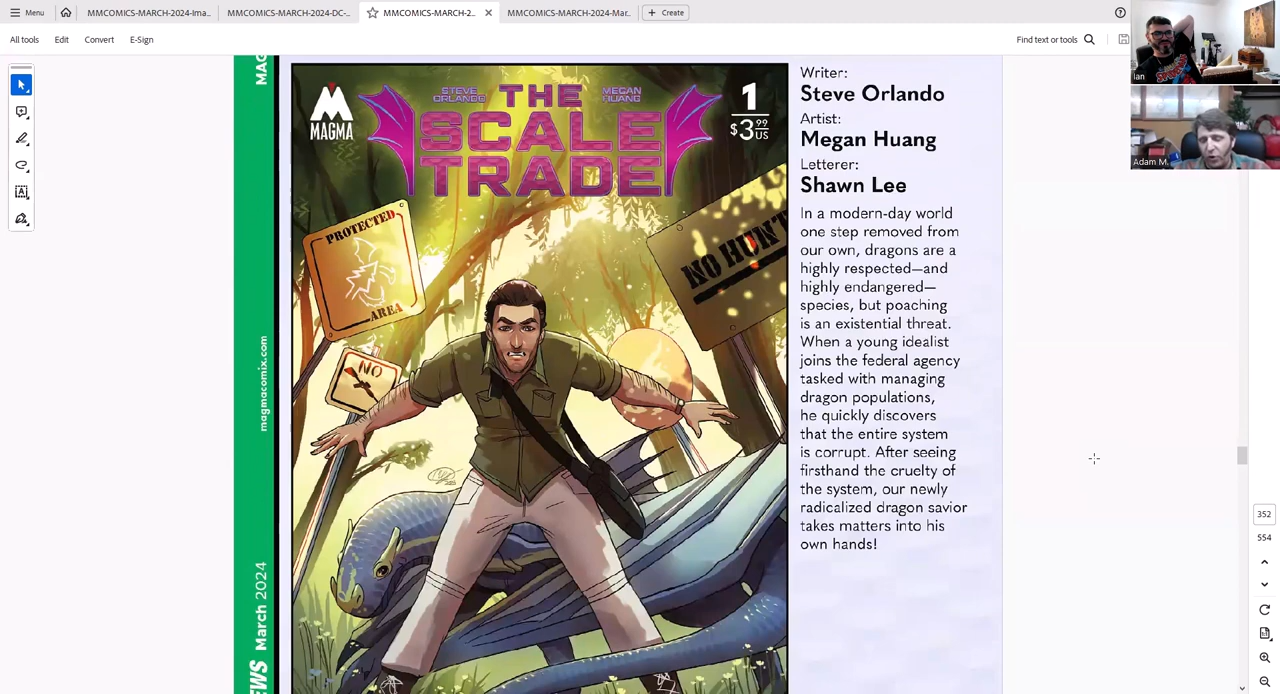 Menu
MMCOMICS-MARCH-2024-Ima...
MMCOMICS-MARCH-2024-DC-...
MMCOMICS-MARCH-2...
MMCOMICS-MARCH-2024-Mar...
Create
All tools
Edit
Convert
E-Sign
Find text or tools
Ian
Adam M.
MAG
magmacomix.com
March 2024
EWS
MAGMA
STEVE ORLANDO
MEGAN HUANG
THE
SCALE
TRADE
1
$3.99 US
PROTECTED
AREA
NO
NO HUNT
Writer:
Steve Orlando
Artist:
Megan Huang
Letterer:
Shawn Lee
In a modern-day world
one step removed from
our own, dragons are a
highly respected—and
highly endangered—
species, but poaching
is an existential threat.
When a young idealist
joins the federal agency
tasked with managing
dragon populations,
he quickly discovers
that the entire system
is corrupt. After seeing
firsthand the cruelty of
the system, our newly
radicalized dragon savior
takes matters into his
own hands!
352
554